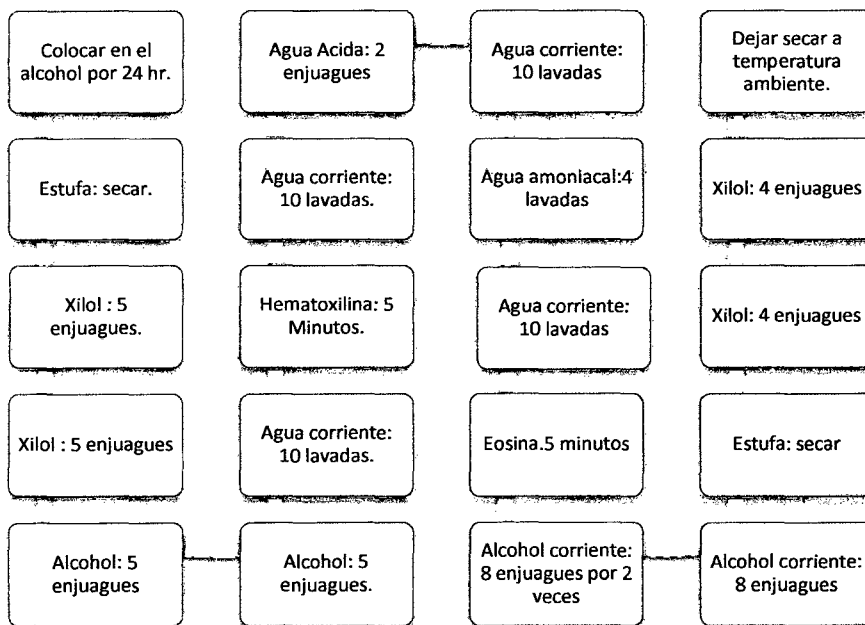 Colocar en el
alcohol por 24 hr.
Agua Acida: 2
enjuagues
Agua corriente:
10 lavadas
Dejar secar a
temperatura
ambiente.
Estufa: secar.
Agua corriente:
10 lavadas.
Agua amoniacal:4
lavadas
Xilol: 4 enjuagues
Xilol : 5
enjuagues.
Hematoxilina: 5
Minutos.
Agua corriente:
10 lavadas
Xilol: 4 enjuagues
Xilol : 5 enjuagues
Agua corriente:
10 lavadas.
Eosina.5 minutos
Estufa: secar
Alcohol: 5
enjuagues
Alcohol: 5
enjuagues.
Alcohol corriente:
8 enjuagues por 2
veces
Alcohol corriente:
8 enjuagues